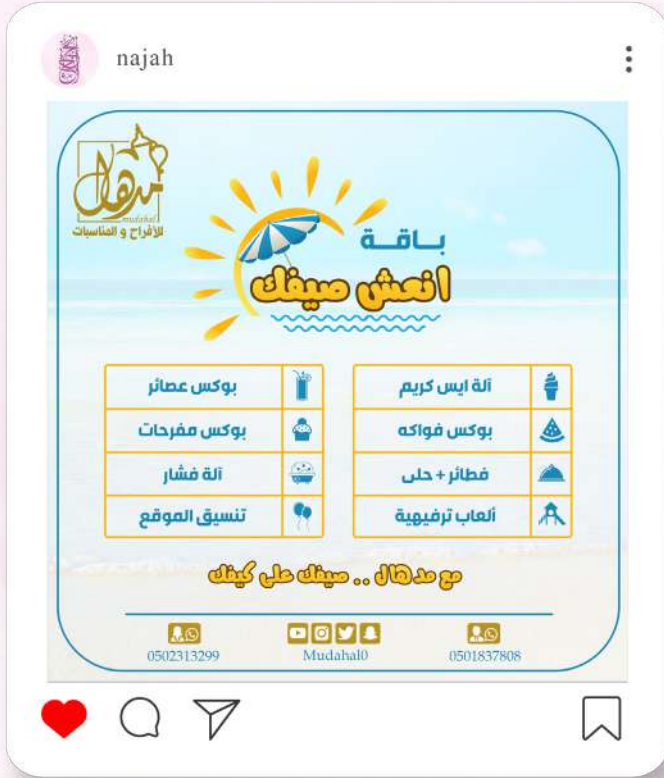 najah
مدهال
mudahal
للأفراح و المناسبات
باقة
انعش صيفك
آلة ايس كريم
بوكس عصائر
بوكس فواكه
بوكس مفرحات
فطائر + حلى
آلة فشار
ألعاب ترفيهية
تنسيق الموقع
مع مدهال .. صيفك على كيفك
0502313299
Mudahal0
0501837808